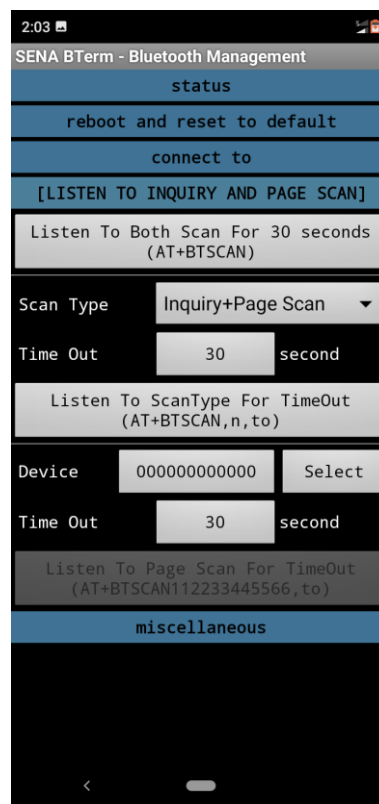 2:03
SENA BTerm - Bluetooth Management
status
reboot and reset to default
connect to
[LISTEN TO INQUIRY AND PAGE SCAN]
Listen To Both Scan For 30 seconds
(AT+BTSCAN)
Scan Type Inquiry+Page Scan
Time Out 30 second
Listen To ScanType For TimeOut
(AT+BTSCAN,n,to)
Device 000000000000 Select
Time Out 30 second
Listen To Page Scan For TimeOut
(AT+BTSCAN112233445566,to)
miscellaneous